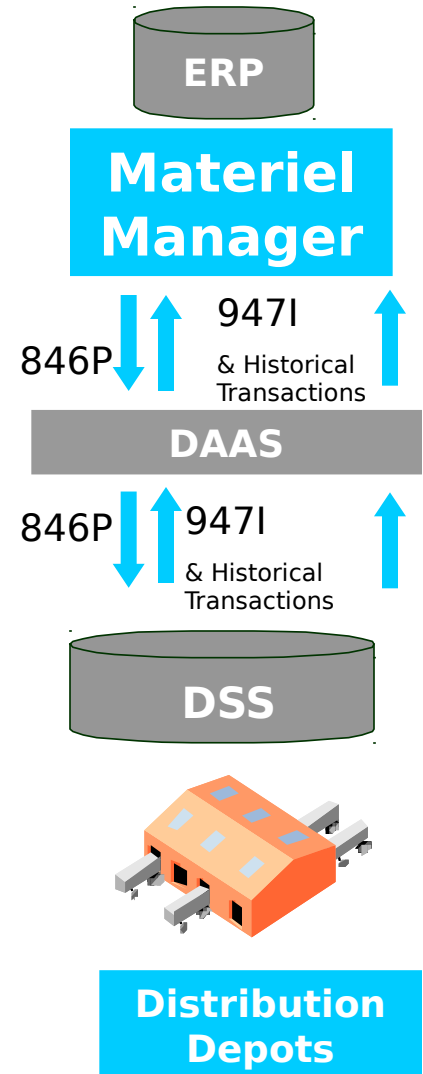 ERP
Materiel
Manager
947I
846P
& Historical
Transactions
DAAS
846P
947I
& Historical
Transactions
DSS
Distribution
Depots